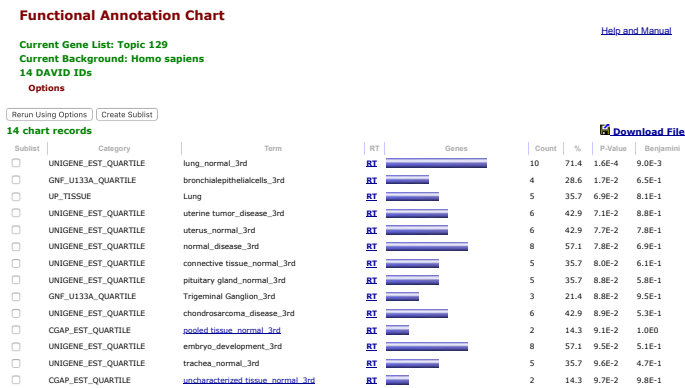 Functional Annotation Chart
Help and Manual
Current Gene List: Topic 129
Current Background: Homo sapiens
14 DAVID IDs
Options
Rerun Using Options Create Sublist
14 chart records Download File
Sublist Category Term RT Genes Count % P-Value Benjamini
UNIGENE_EST_QUARTILE lung_normal_3rd RT 10 71.4 1.6E-4 9.0E-3
GNF_U133A_QUARTILE bronchialepithelialcells_3rd RT 4 28.6 1.7E-2 6.5E-1
UP_TISSUE Lung RT 5 35.7 6.9E-2 8.1E-1
UNIGENE_EST_QUARTILE uterine tumor_disease_3rd RT 6 42.9 7.1E-2 8.8E-1
UNIGENE_EST_QUARTILE uterus_normal_3rd RT 6 42.9 7.7E-2 7.8E-1
UNIGENE_EST_QUARTILE normal_disease_3rd RT 8 57.1 7.8E-2 6.9E-1
UNIGENE_EST_QUARTILE connective tissue_normal_3rd RT 5 35.7 8.0E-2 6.1E-1
UNIGENE_EST_QUARTILE pituitary gland_normal_3rd RT 5 35.7 8.8E-2 5.8E-1
GNF_U133A_QUARTILE Trigeminal Ganglion_3rd RT 3 21.4 8.8E-2 9.5E-1
UNIGENE_EST_QUARTILE chondrosarcoma_disease_3rd RT 6 42.9 8.9E-2 5.3E-1
CGAP_EST_QUARTILE pooled tissue_normal_3rd RT 2 14.3 9.1E-2 1.0E0
UNIGENE_EST_QUARTILE embryo_development_3rd RT 8 57.1 9.5E-2 5.1E-1
UNIGENE_EST_QUARTILE trachea_normal_3rd RT 5 35.7 9.6E-2 4.7E-1
CGAP_EST_QUARTILE uncharacterized tissue_normal_3rd RT 2 14.3 9.7E-2 9.8E-1